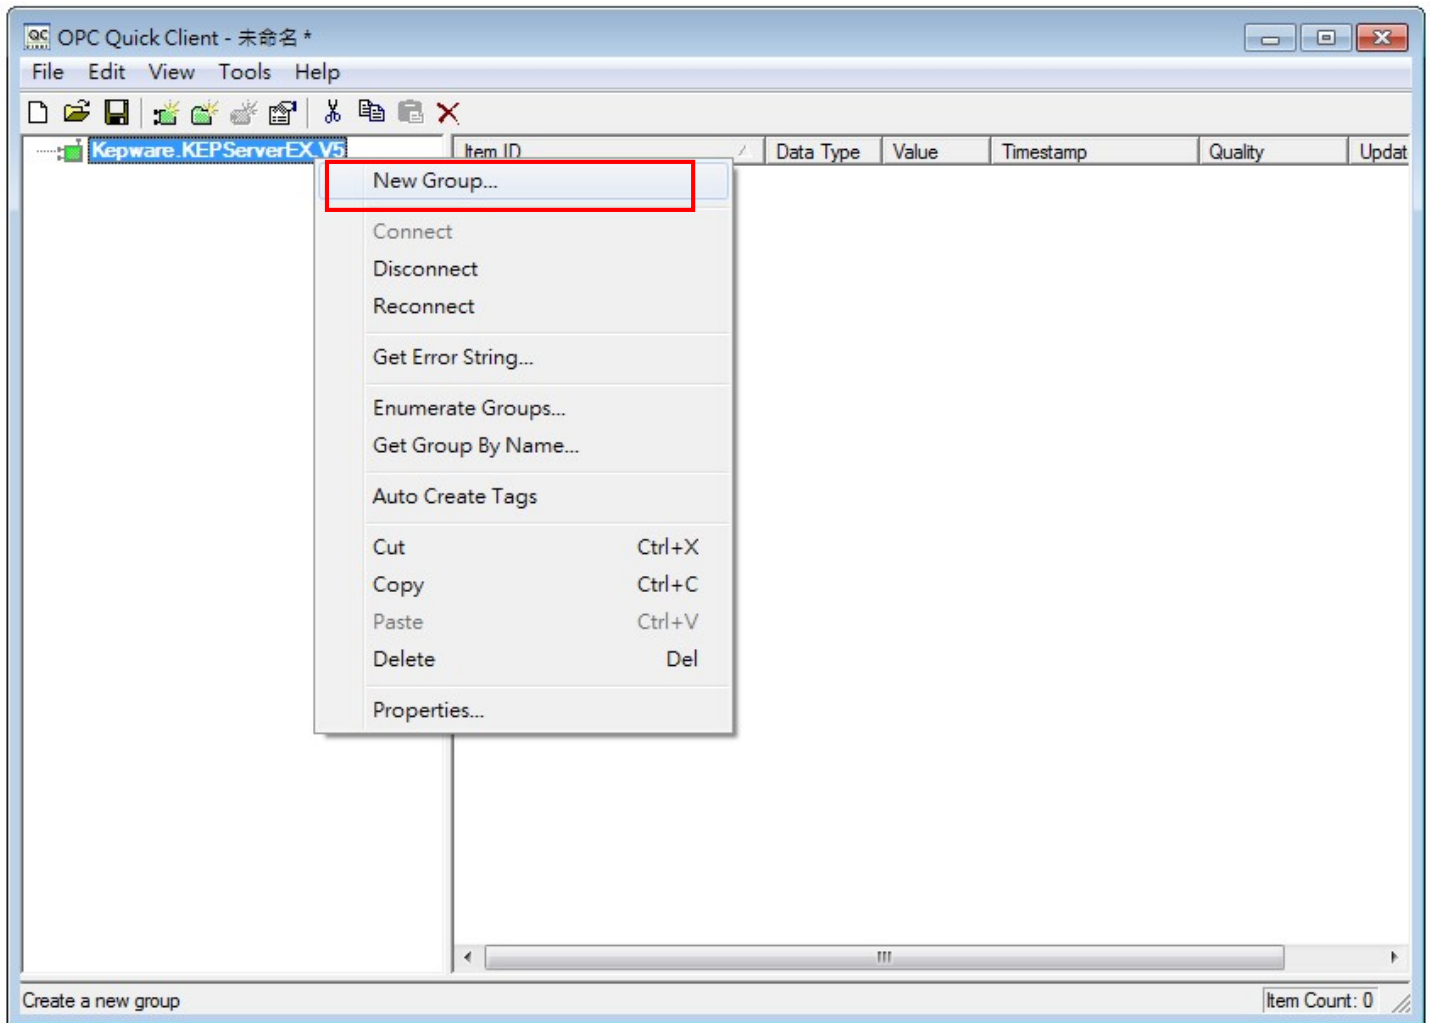 OPC Quick Client - 未命名 *
File Edit View Tools Help
Kepware.KEPServerEX.V5
Item ID Data Type Value Timestamp Quality Updat
New Group...
Connect
Disconnect
Reconnect
Get Error String...
Enumerate Groups...
Get Group By Name...
Auto Create Tags
Cut Ctrl+X
Copy Ctrl+C
Paste Ctrl+V
Delete Del
Properties...
Create a new group Item Count: 0